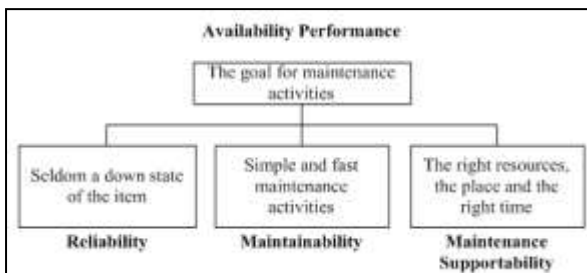 Availability Performance
The goal for maintenance
activities
Seldom a down state
of the item
Simple and fast
maintenance
activities
The right resources,
the place and the
right time
Reliability
Maintainability
Maintenance
Supportability